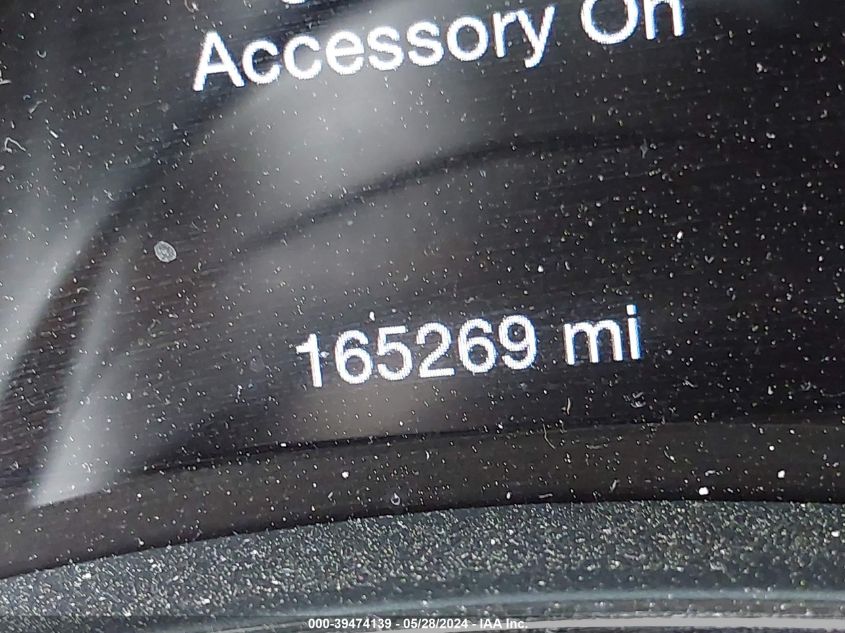 Accessory On
165269 mi
000-39474139 - 05/28/2024 - IAA Inc.